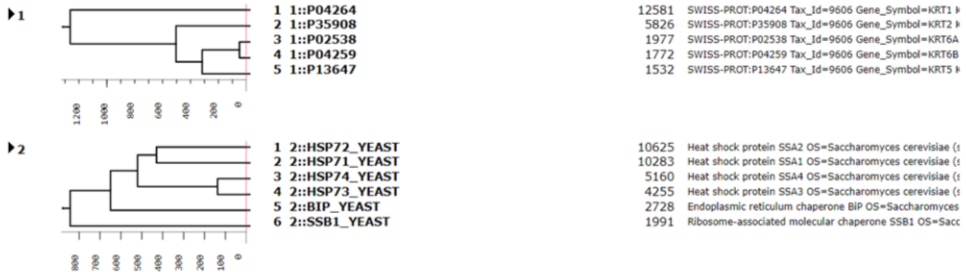 1 1 1::P04264 12581 SWISS-PROT:P04264 Tax_Id=9606 Gene_Symbol=KRT1 K
2 1::P35908 5826 SWISS-PROT:P35908 Tax_Id=9606 Gene_Symbol=KRT2 K
3 1::P02538 1977 SWISS-PROT:P02538 Tax_Id=9606 Gene_Symbol=KRT6A
4 1::P04259 1772 SWISS-PROT:P04259 Tax_Id=9606 Gene_Symbol=KRT6B
5 1::P13647 1532 SWISS-PROT:P13647 Tax_Id=9606 Gene_Symbol=KRT5 K
1200 1000 800 600 400 200 0
2 1 2::HSP72_YEAST 10625 Heat shock protein SSA2 OS=Saccharomyces cerevisiae (s
2 2::HSP71_YEAST 10283 Heat shock protein SSA1 OS=Saccharomyces cerevisiae (s
3 2::HSP74_YEAST 5160 Heat shock protein SSA4 OS=Saccharomyces cerevisiae (s
4 2::HSP73_YEAST 4255 Heat shock protein SSA3 OS=Saccharomyces cerevisiae (s
5 2::BIP_YEAST 2728 Endoplasmic reticulum chaperone BiP OS=Saccharomyces
6 2::SSB1_YEAST 1991 Ribosome-associated molecular chaperone SSB1 OS=Sacc
800 700 600 500 400 300 200 100 0